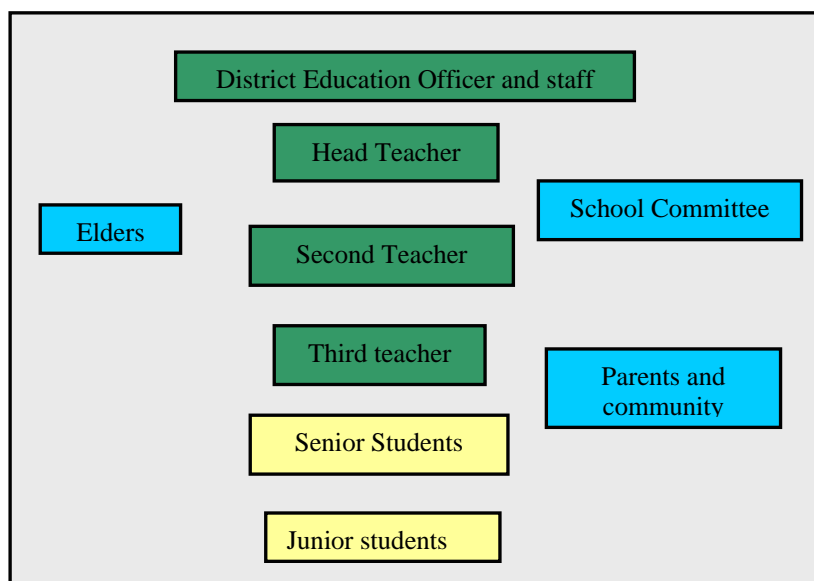 District Education Officer and staff
Head Teacher
School Committee
Elders
Second Teacher
Third teacher
Parents and
community
Senior Students
Junior students